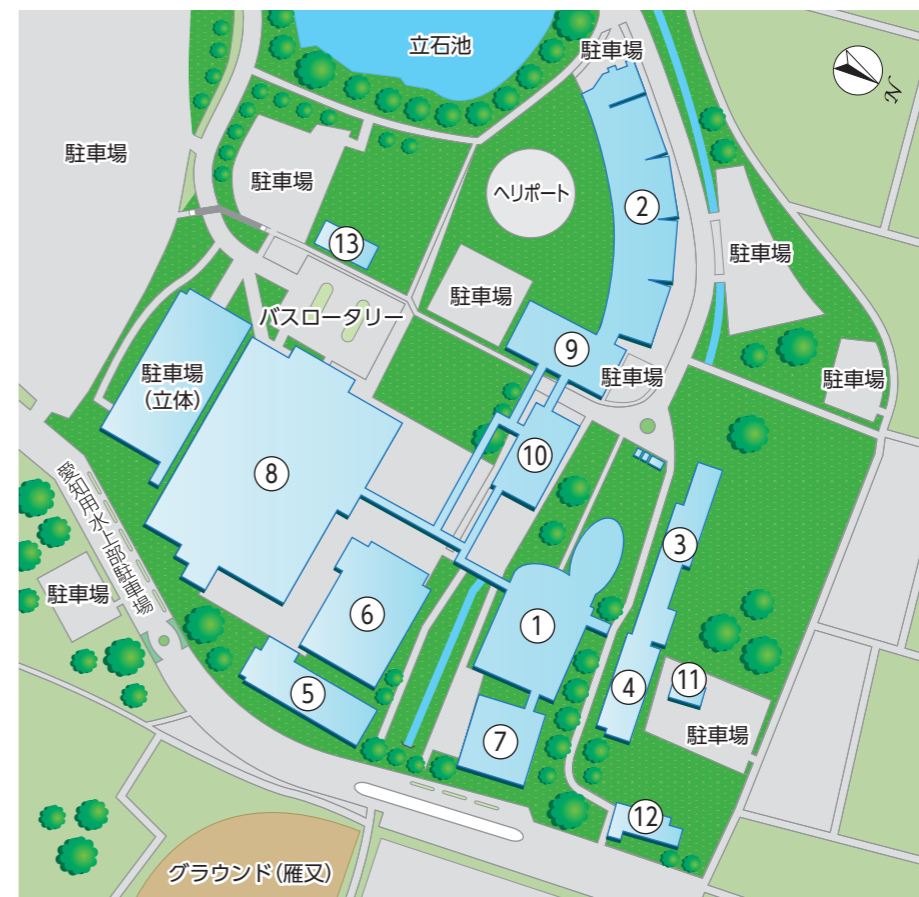 立石池
駐車場
N
駐車場
駐車場
ヘリポート
②
⑬
駐車場
駐車場
バスロータリー
⑨
駐車場
(立体)
駐車場
駐車場
⑩
⑧
愛知用水上部駐車場
③
駐車場
⑥
①
⑪
④
⑤
駐車場
⑦
⑫
グラウンド(雁又)